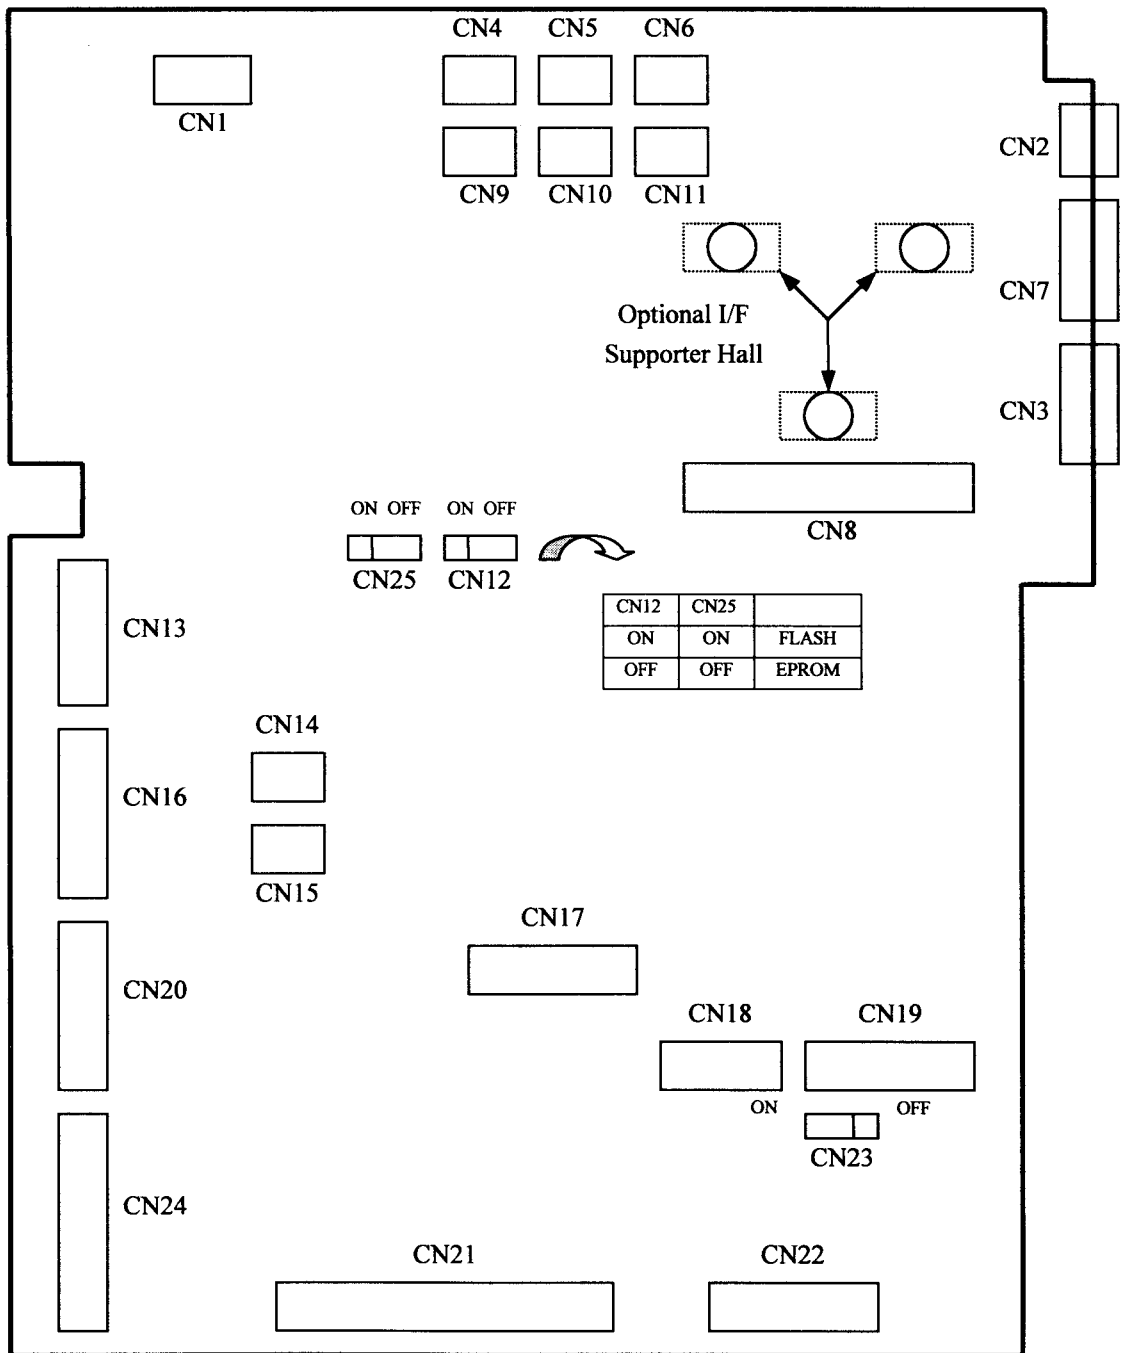 CN4 CN5 CN6
CN1
CN2
CN9 CN10 CN11
CN7
Optional I/F
Supporter Hall
CN3
ON OFF ON OFF
CN8
CN25 CN12
CN12 CN25
ON ON FLASH
OFF OFF EPROM
CN13
CN14
CN16
CN15
CN17
CN20
CN18 CN19
ON OFF
CN23
CN24
CN21 CN22